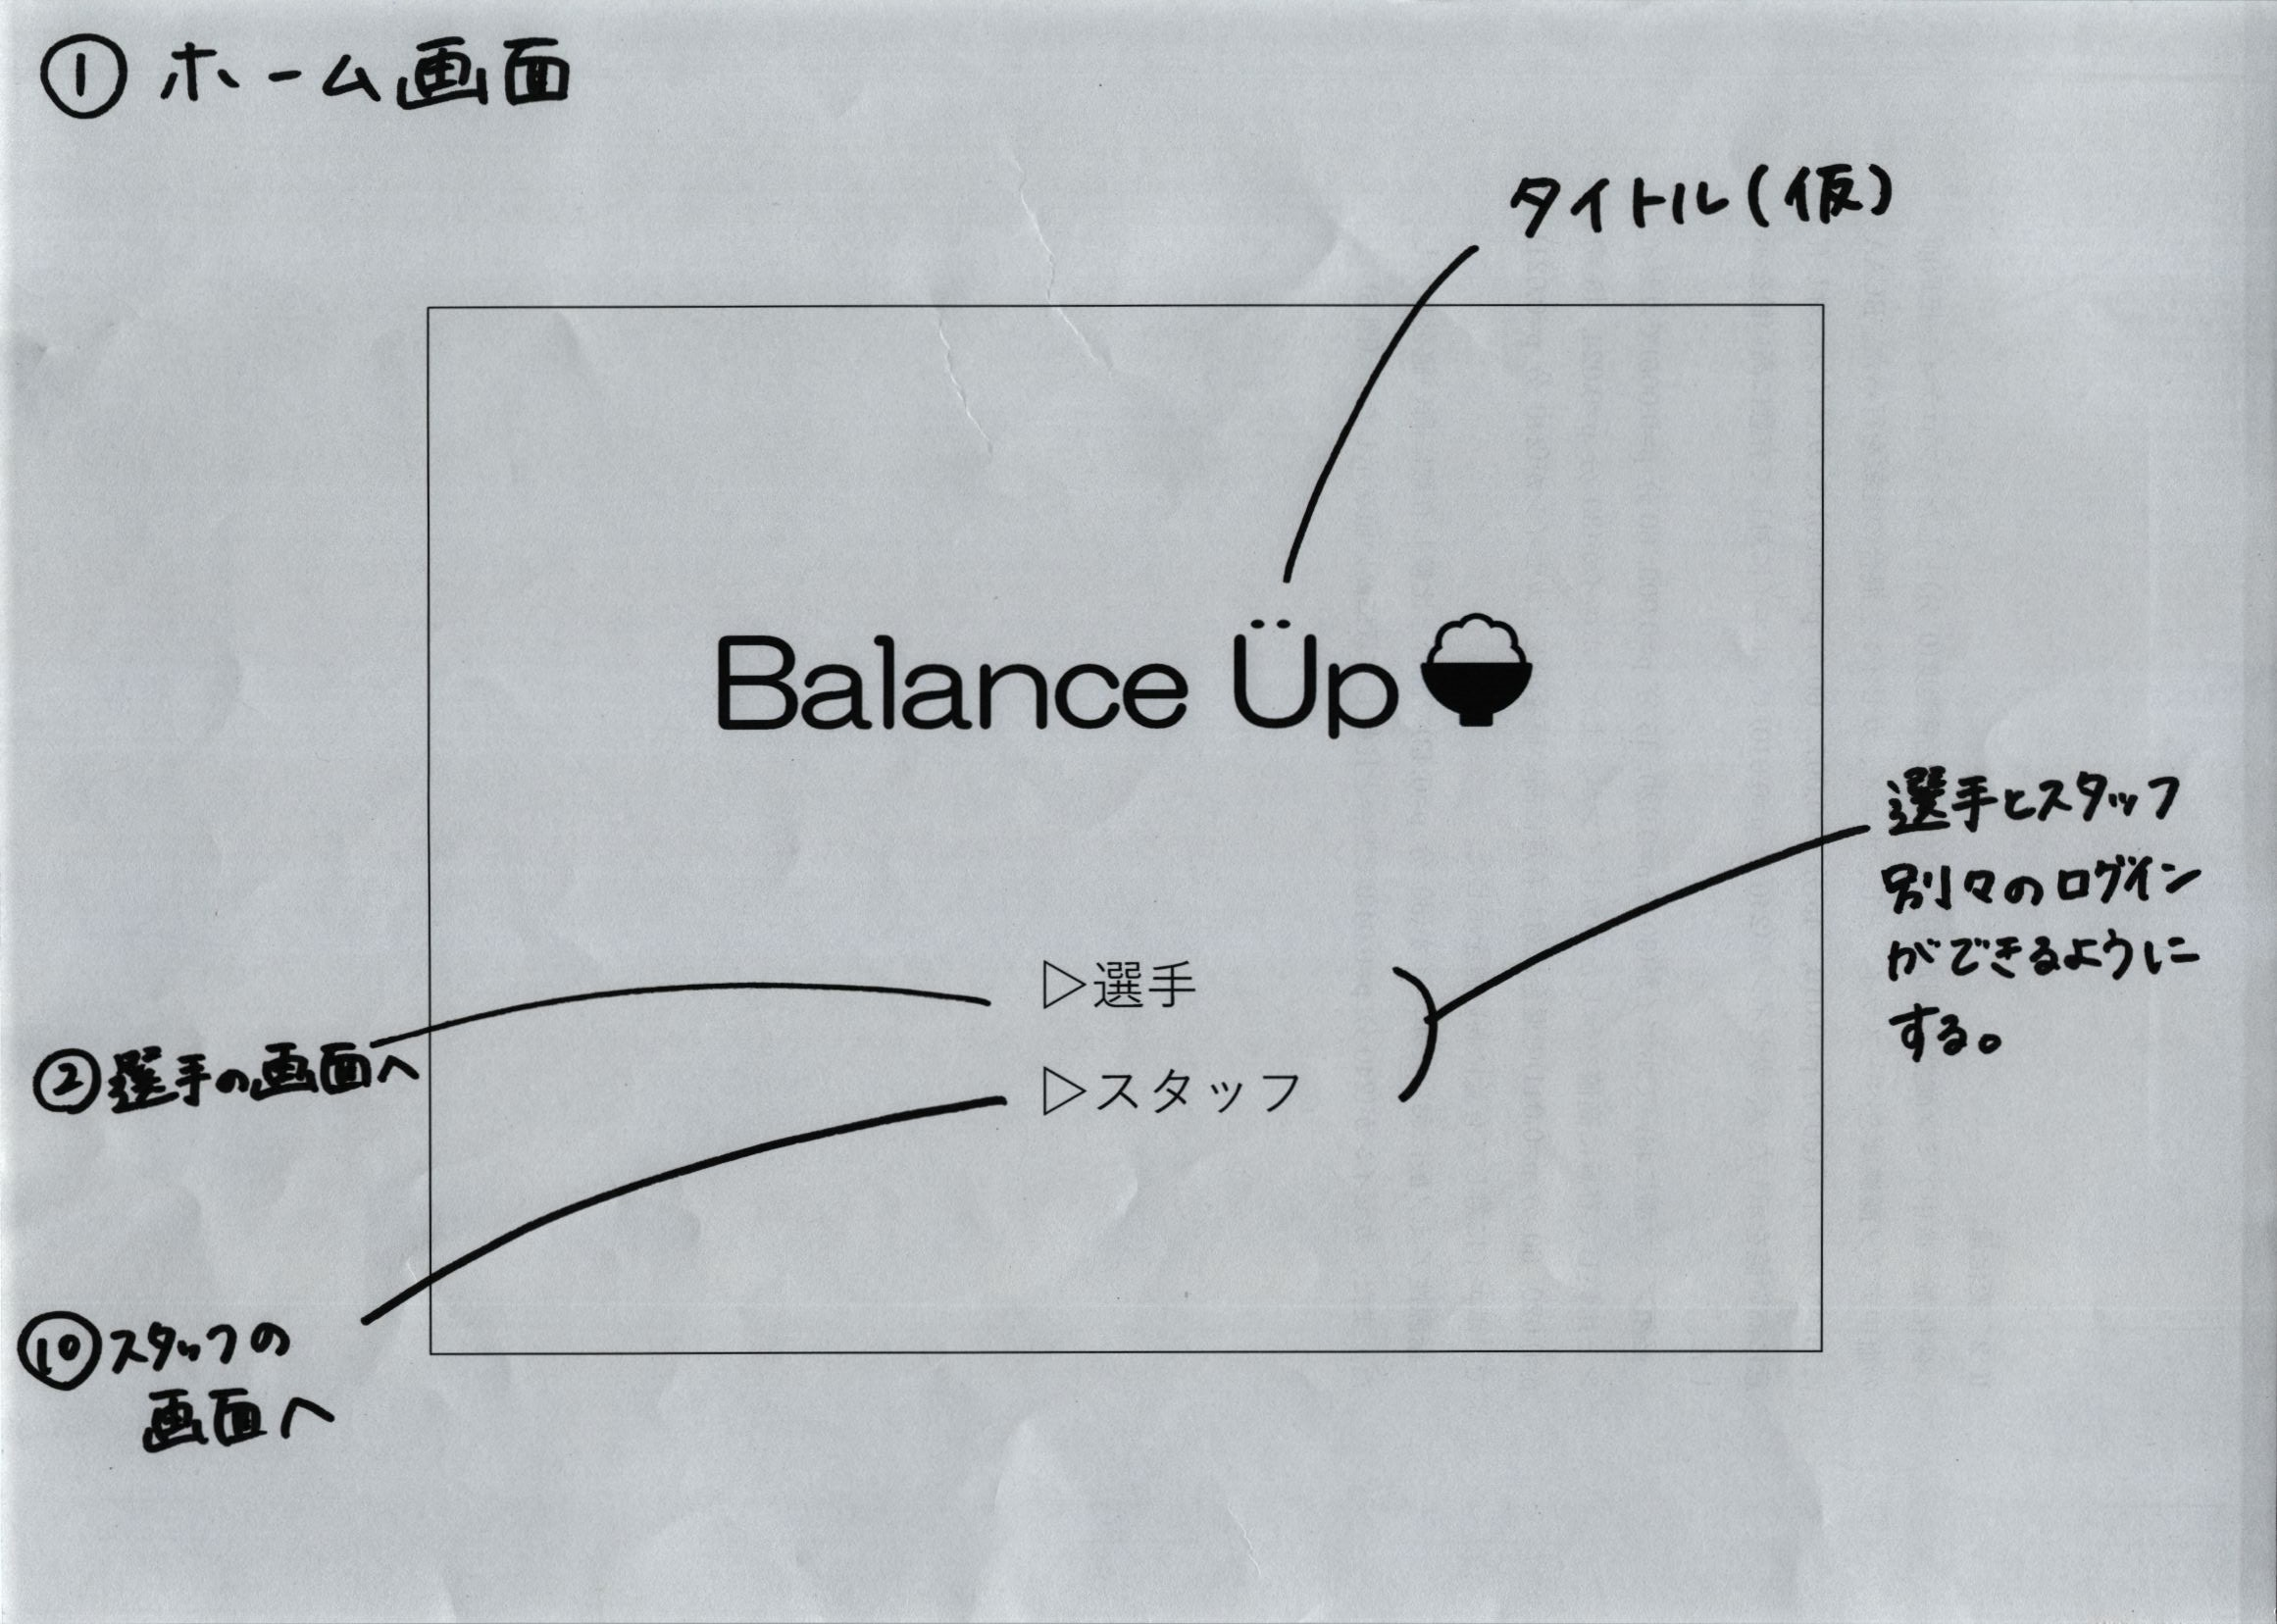 ① ホーム画面
タイトル(仮)
Balance Üp
選手とスタッフ
別々のログイン
ができるように
する。
▷選手
②選手の画面へ
▷スタッフ
⑩スタッフの
画面へ